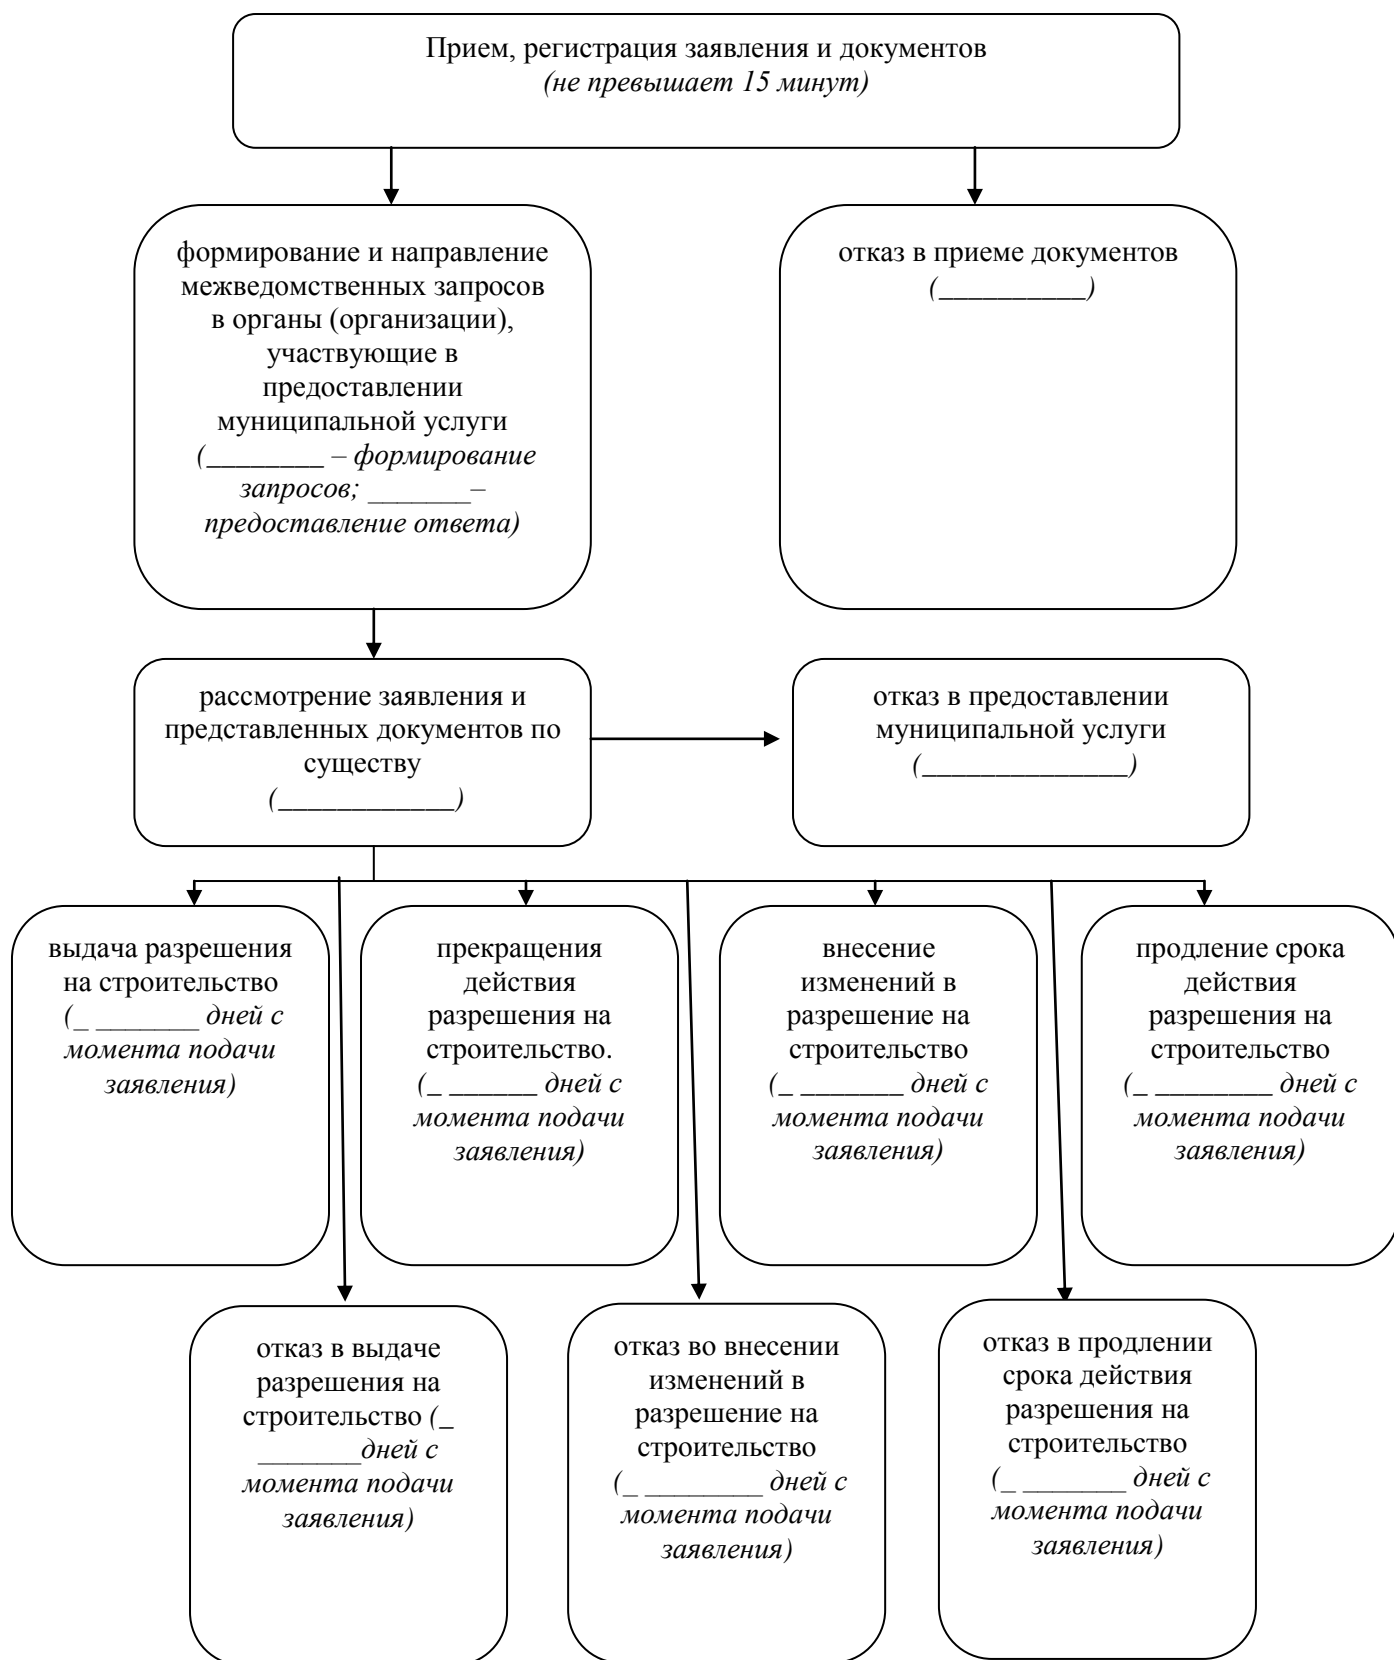 Прием, регистрация заявления и документов
(не превышает 15 минут)
формирование и направление
межведомственных запросов
в органы (организации),
участвующие в
предоставлении
муниципальной услуги
(________ – формирование
запросов; _______–
предоставление ответа)
отказ в приеме документов
(__________)
рассмотрение заявления и
представленных документов по
существу
(____________)
отказ в предоставлении
муниципальной услуги
(______________)
выдача разрешения
на строительство
(_ _______ дней с
момента подачи
заявления)
прекращения
действия
разрешения на
строительство.
(_ ______ дней с
момента подачи
заявления)
внесение
изменений в
разрешение на
строительство
(_ _______ дней с
момента подачи
заявления)
продление срока
действия
разрешения на
строительство
(_ ________ дней с
момента подачи
заявления)
отказ в выдаче
разрешения на
строительство (_
_______дней с
момента подачи
заявления)
отказ во внесении
изменений в
разрешение на
строительство
(_ ________ дней с
момента подачи
заявления)
отказ в продлении
срока действия
разрешения на
строительство
(_ _______ дней с
момента подачи
заявления)